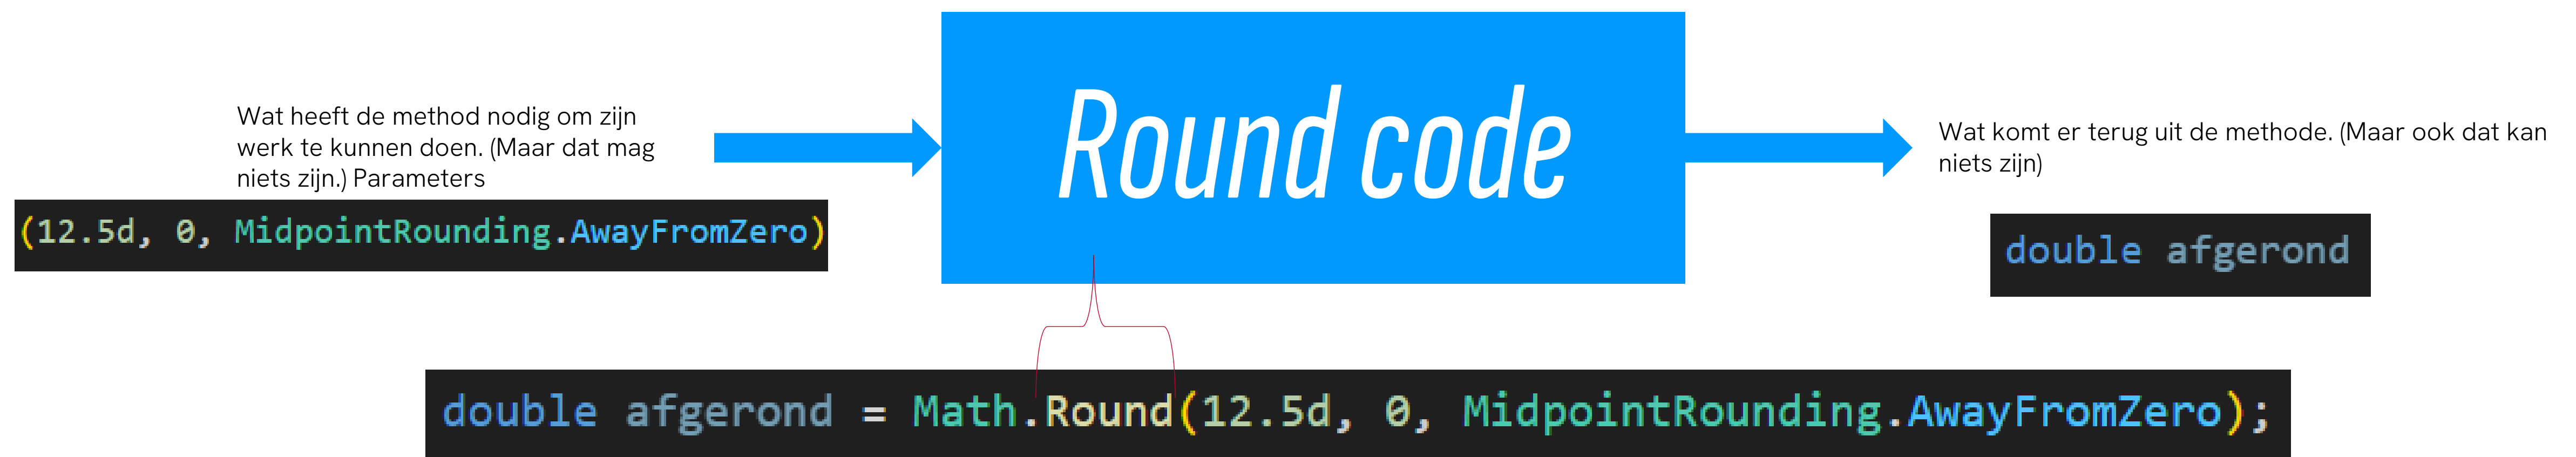 Wat heeft de method nodig om zijn
werk te kunnen doen. (Maar dat mag
niets zijn.) Parameters
(12.5d, 0, MidpointRounding.AwayFromZero)
Round code
Wat komt er terug uit de methode. (Maar ook dat kan
niets zijn)
double afgerond
double afgerond = Math.Round(12.5d, 0, MidpointRounding.AwayFromZero);